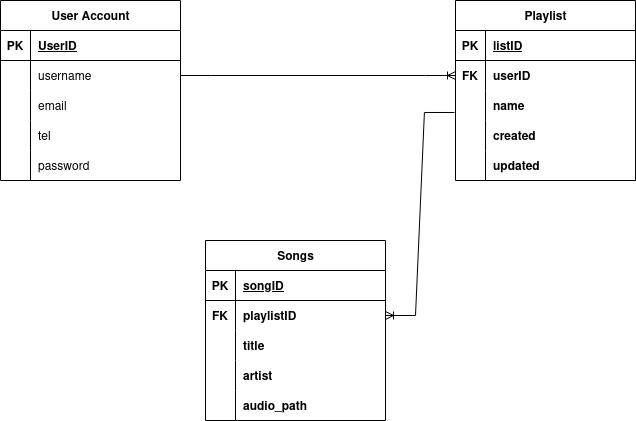 User Account
PK UserID
username
email
tel
password
Playlist
PK listID
FK userID
name
created
updated
Songs
PK songID
FK playlistID
title
artist
audio_path